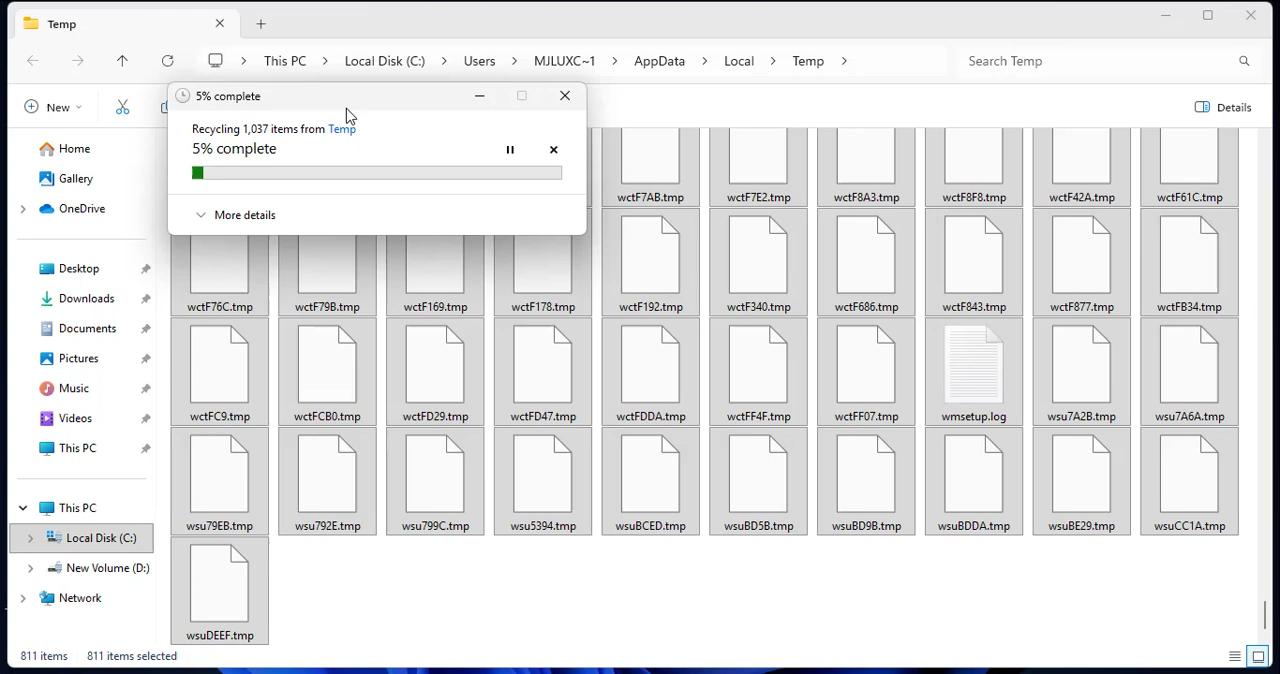 Temp
This PC
Local Disk (C:)
Users
MJLUXC~1
AppData
Local
Temp
Search Temp
New
Details
5% complete
Recycling 1,037 items from Temp
5% complete
More details
Home
Gallery
OneDrive
Desktop
Downloads
Documents
Pictures
Music
Videos
This PC
This PC
Local Disk (C:)
New Volume (D:)
Network
wctF7AB.tmp
wctF7E2.tmp
wctF8A3.tmp
wctF8F8.tmp
wctF42A.tmp
wctF61C.tmp
wctF76C.tmp
wctF79B.tmp
wctF169.tmp
wctF178.tmp
wctF192.tmp
wctF340.tmp
wctF686.tmp
wctF843.tmp
wctF877.tmp
wctFB34.tmp
wctFC9.tmp
wctFCB0.tmp
wctFD29.tmp
wctFD47.tmp
wctFDDA.tmp
wctFF4F.tmp
wctFF07.tmp
wmsetup.log
wsu7A2B.tmp
wsu7A6A.tmp
wsu79EB.tmp
wsu792E.tmp
wsu799C.tmp
wsu5394.tmp
wsuBCED.tmp
wsuBD5B.tmp
wsuBD9B.tmp
wsuBDDA.tmp
wsuBE29.tmp
wsuCC1A.tmp
wsuDEEF.tmp
811 items
811 items selected